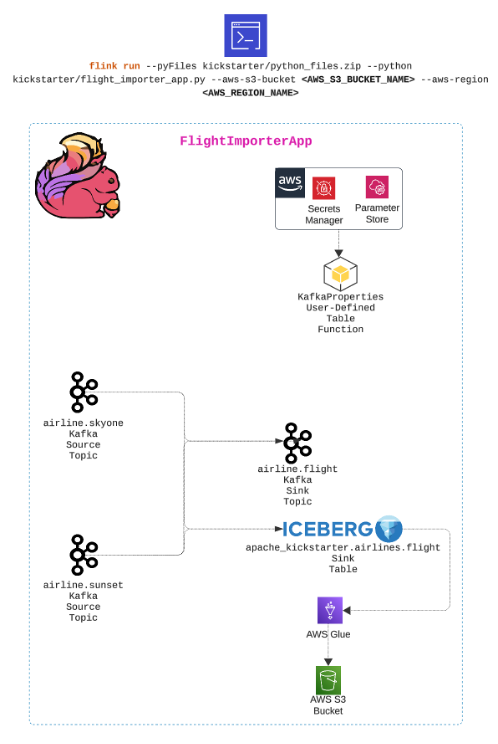 flink run --pyFiles kickstarter/python_files.zip --python
kickstarter/flight_importer_app.py --aws-s3-bucket <AWS_S3_BUCKET_NAME> --aws-region
<AWS_REGION_NAME>
FlightImporterApp
aws
Secrets
Manager
Parameter
Store
KafkaProperties
User-Defined
Table
Function
airline.skyone
Kafka
Source
Topic
airline.flight
Kafka
Sink
Topic
ICEBERG
apache_kickstarter.airlines.flight
Sink
Table
airline.sunset
Kafka
Source
Topic
AWS Glue
AWS S3
Bucket